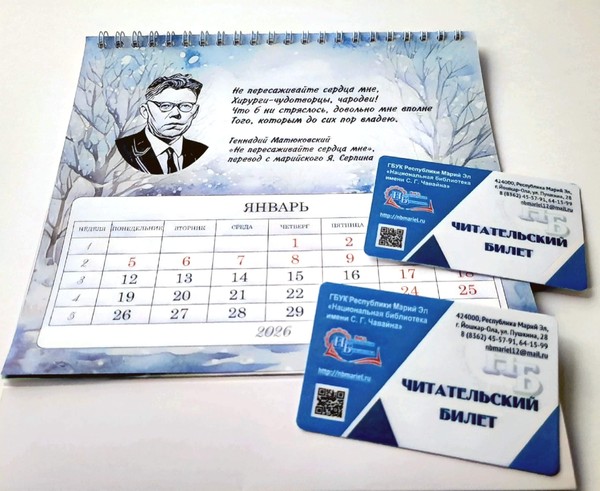 Не пересаживайте сердца мне,
Хирурги-чудотворцы, чародеи!
Что б ни стряслось, довольно мне вполне
Того, которым до сих пор владею.
Геннадий Матюковский
«Не пересаживайте сердца мне»,
перевод с марийского Я. Серпина
ЯНВАРЬ
НЕДЕЛЯ ПОНЕДЕЛЬНИК ВТОРНИК СРЕДА ЧЕТВЕРГ ПЯТНИЦА
1 1 2
2 5 6 7 8 9
3 12 13 14 15 16
4 19 20 21 22 24 25
5 26 27 28 29
2026
ГБУК Республики Марий Эл
«Национальная библиотека
имени С. Г. Чавайна»
http://nbmariel.ru
424000, Республика Марий Эл,
г. Йошкар-Ола, ул. Пушкина, 28
8 (8362) 45-57-91, 64-15-99
nbmariel12@mail.ru
НБ
ЧИТАТЕЛЬСКИЙ
БИЛЕТ
ГБУК Республики Марий Эл
«Национальная библиотека
имени С. Г. Чавайна»
http://nbmariel.ru
424000, Республика Марий Эл,
г. Йошкар-Ола, ул. Пушкина, 28
8 (8362) 45-57-91, 64-15-99
nbmariel12@mail.ru
НБ
ЧИТАТЕЛЬСКИЙ
БИЛЕТ